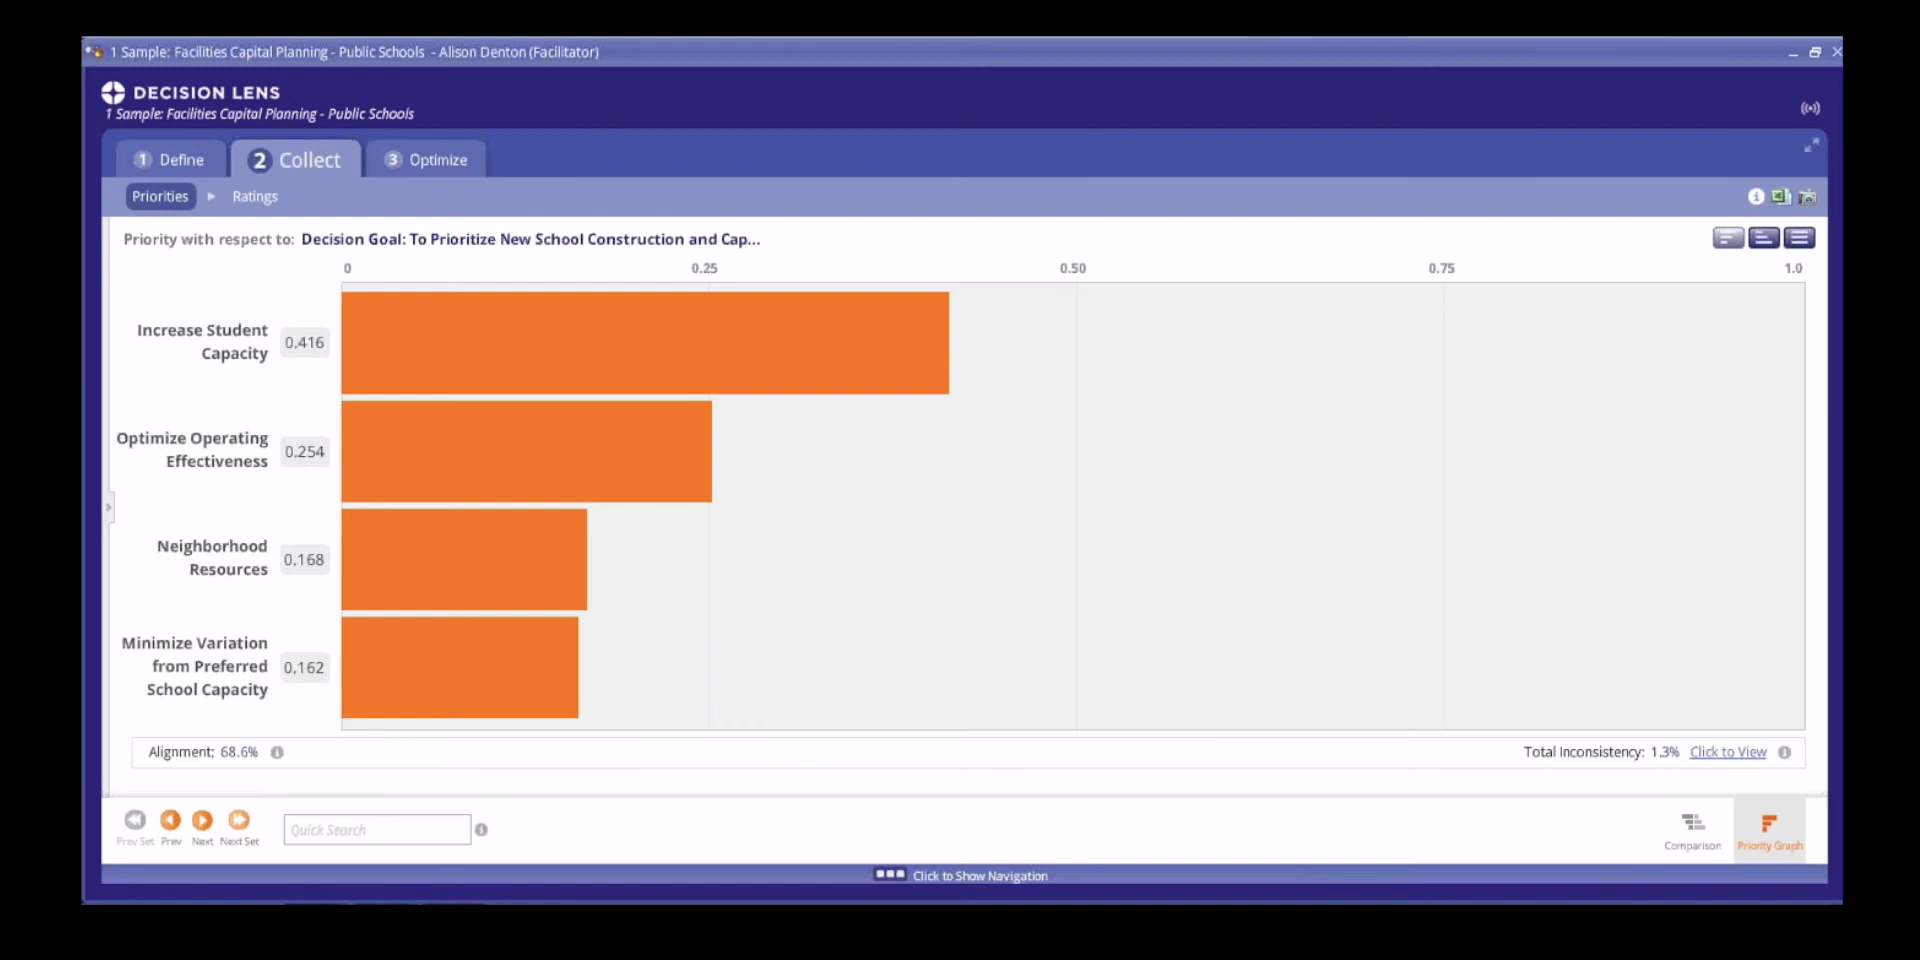 1 Sample: Facilities Capital Planning - Public Schools - Alison Denton (Facilitator)
DECISION LENS
1 Sample: Facilities Capital Planning - Public Schools
1 Define
2 Collect
3 Optimize
Priorities
Ratings
Priority with respect to: Decision Goal: To Prioritize New School Construction and Cap...
0 0.25 0.50 0.75 1.0
Increase Student
Capacity
0.416
Optimize Operating
Effectiveness
0.254
Neighborhood
Resources
0.168
Minimize Variation
from Preferred
School Capacity
0.162
Alignment: 68.6%
Total Inconsistency: 1.3% Click to View
Prev Set Prev Next Next Set
Quick Search
Comparison
Priority Graph
Click to Show Navigation